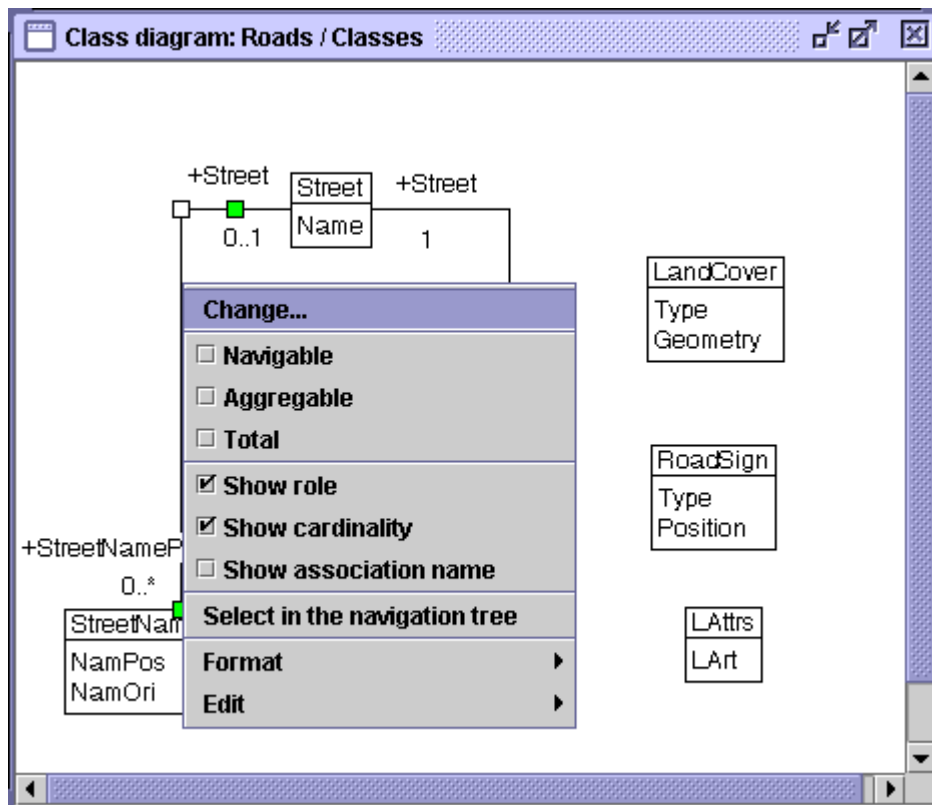 Class diagram: Roads / Classes
+Street
Street
+Street
Name
0..1
1
LandCover
Type
Geometry
Change...
Navigable
Aggregable
Total
Show role
Show cardinality
Show association name
Select in the navigation tree
Format
Edit
RoadSign
Type
Position
+StreetNameP
0..*
StreetNam
NamPos
NamOri
LAttrs
LArt